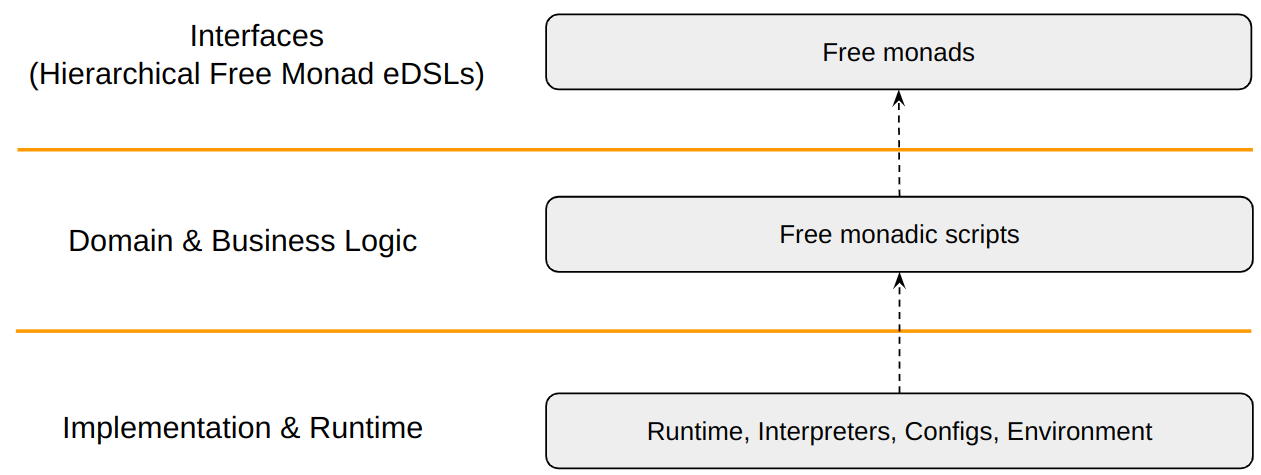 Interfaces
(Hierarchical Free Monad eDSLs)
Free monads
Domain & Business Logic
Free monadic scripts
Implementation & Runtime
Runtime, Interpreters, Configs, Environment